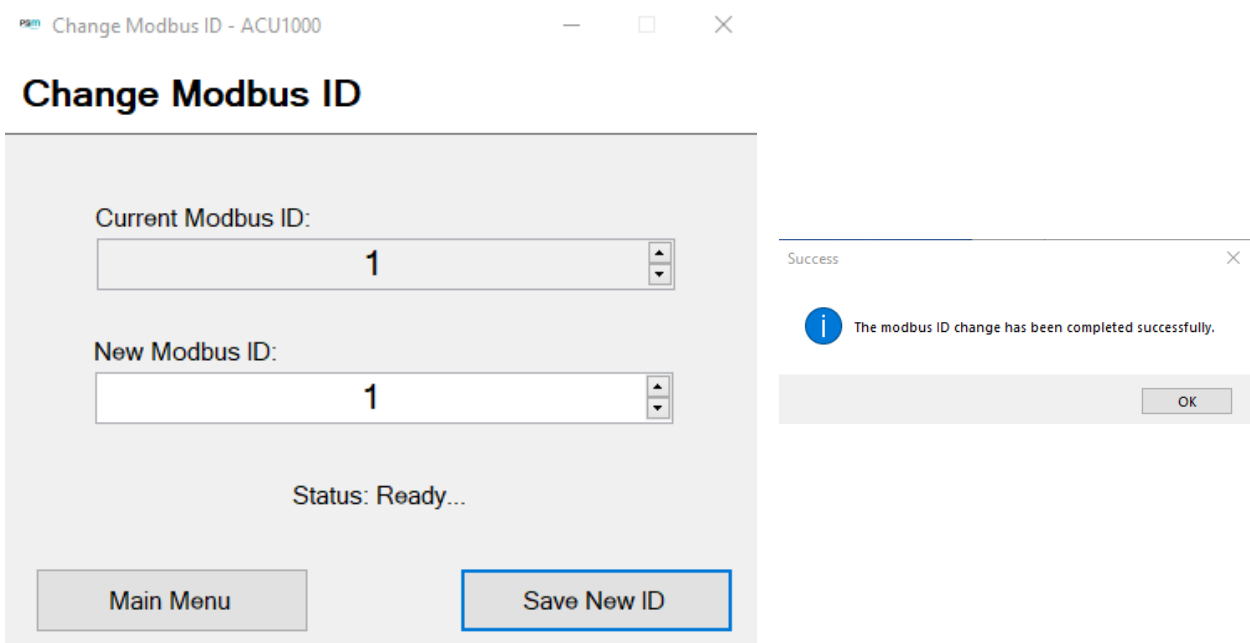 PSM Change Modbus ID - ACU1000
Change Modbus ID
Current Modbus ID:
1
New Modbus ID:
1
Status: Ready...
Main Menu
Save New ID
Success
i
The modbus ID change has been completed successfully.
OK